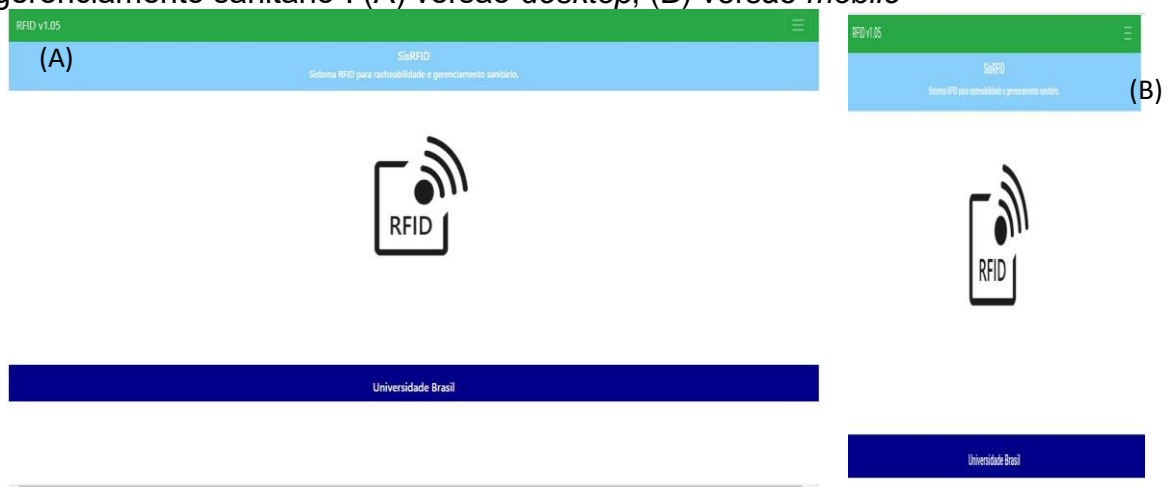 gerenciamento sanitário : (A) versão desktop; (B) versão mobile
RFID v1.05
(A)
SisRFID
Sistema RFID para rastreabilidade e gerenciamento sanitário.
RFID
Universidade Brasil
RFID v1.05
SisRFID
Sistema RFID para rastreabilidade e gerenciamento sanitário.
(B)
RFID
Universidade Brasil